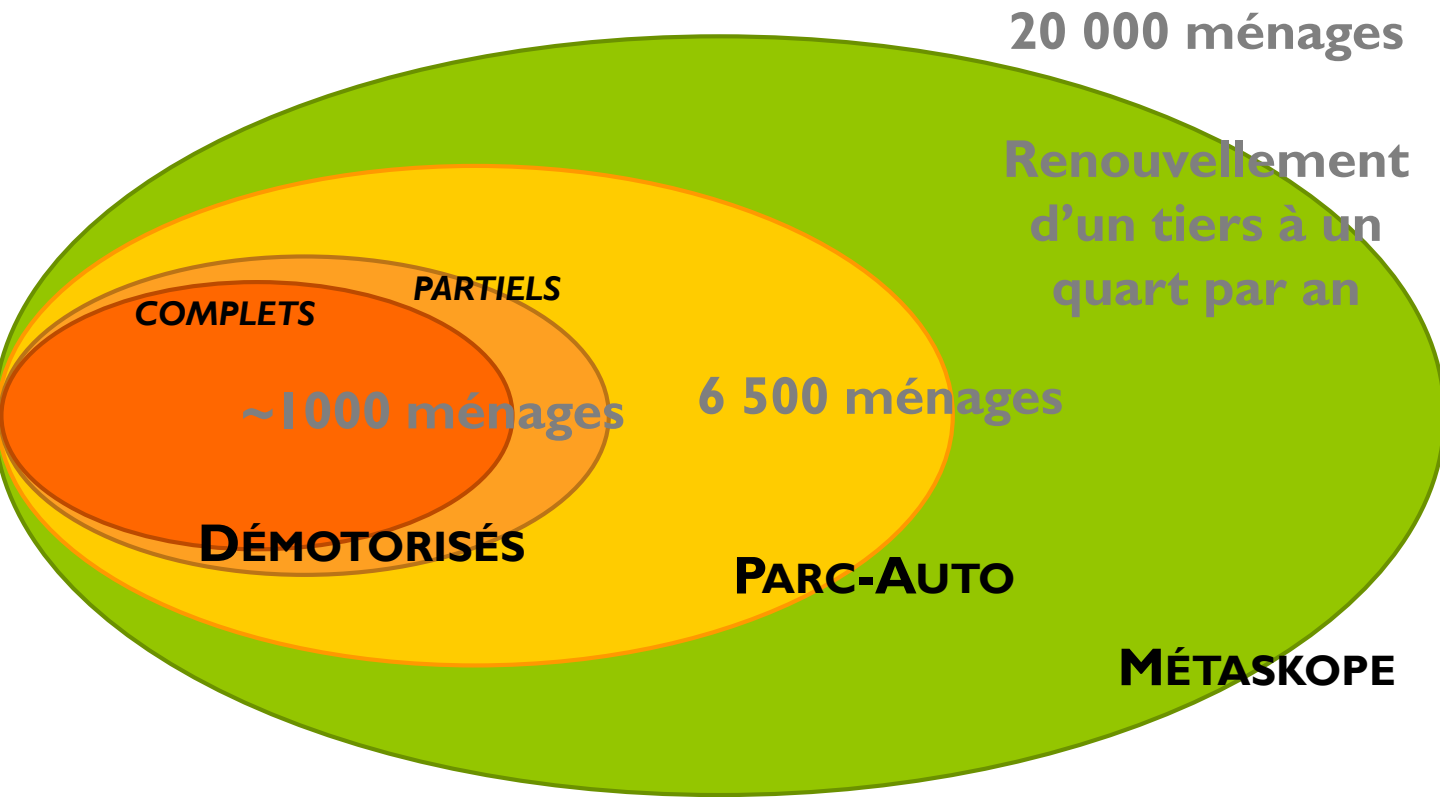 20 000 ménages
Renouvellement
d’un tiers à un
quart par an
PARTIELS
COMPLETS
~1000 ménages
6 500 ménages
DÉMOTORISÉS
PARC-AUTO
MÉTASKOPE